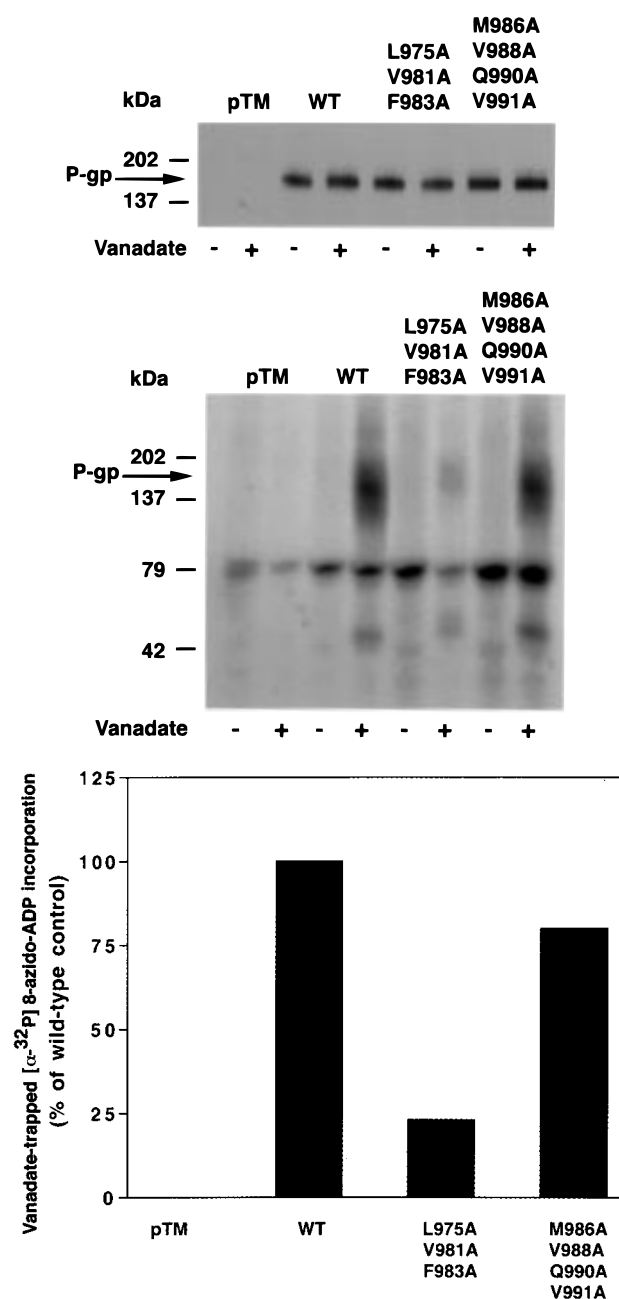 M986A
L975A V988A
V981A Q990A
kDa pTM WT F983A V991A
202
P-gp
137
Vanadate - + - + - + - +
M986A
L975A V988A
V981A Q990A
kDa pTM WT F983A V991A
202
P-gp
137
79
42
Vanadate - + - + - + - +
Vanadate-trapped [α-32P] 8-azido-ADP incorporation
(% of wild-type control)
125
100
75
50
25
0
pTM WT L975A M986A
V981A V988A
F983A Q990A
V991A